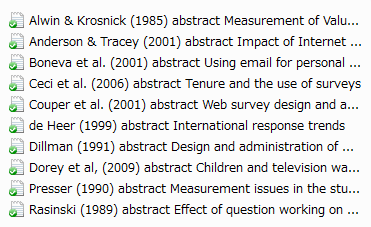 Alwin & Krosnick (1985) abstract Measurement of Valu...
Anderson & Tracey (2001) abstract Impact of Internet ...
Boneva et al. (2001) abstract Using email for personal ...
Ceci et al. (2006) abstract Tenure and the use of surveys
Couper et al. (2001) abstract Web survey design and a...
de Heer (1999) abstract International response trends
Dillman (1991) abstract Design and administration of ...
Dorey et al, (2009) abstract Children and television wa...
Presser (1990) abstract Measurement issues in the stu...
Rasinski (1989) abstract Effect of question working on ...